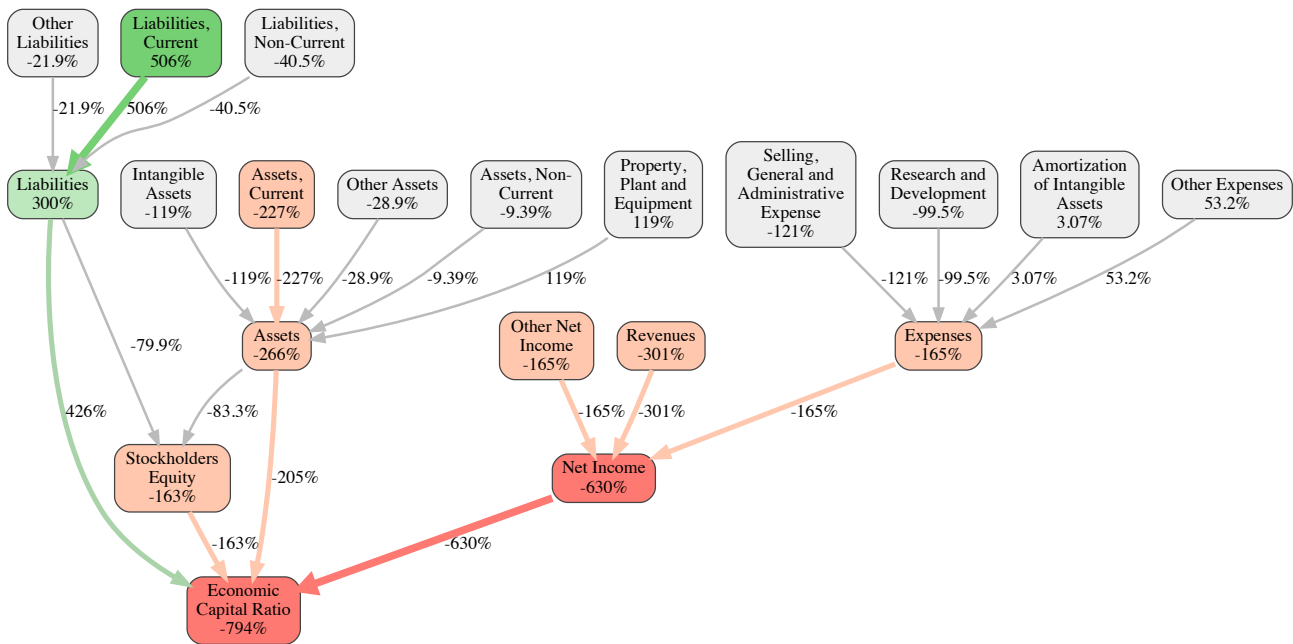 Other
Liabilities
-21.9%
Liabilities,
Current
506%
Liabilities,
Non-Current
-40.5%
-21.9%
506%
-40.5%
Liabilities
300%
Intangible
Assets
-119%
Assets,
Current
-227%
Other Assets
-28.9%
Assets, Non-
Current
-9.39%
Property,
Plant and
Equipment
119%
Selling,
General and
Administrative
Expense
-121%
Research and
Development
-99.5%
Amortization
of Intangible
Assets
3.07%
Other Expenses
53.2%
-119%
-227%
-28.9%
-9.39%
119%
-121%
-99.5%
3.07%
53.2%
-79.9%
Assets
-266%
Other Net
Income
-165%
Revenues
-301%
Expenses
-165%
426%
-83.3%
-205%
-165%
-301%
-165%
Stockholders
Equity
-163%
Net Income
-630%
-163%
-630%
Economic
Capital Ratio
-794%